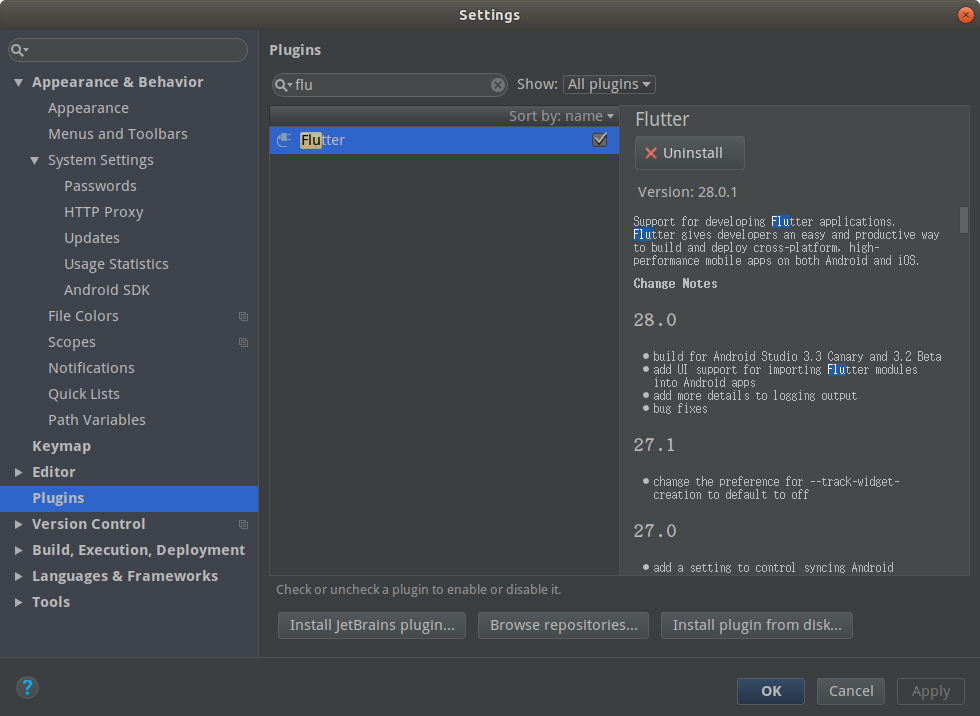 Settings
Appearance & Behavior
Appearance
Menus and Toolbars
System Settings
Passwords
HTTP Proxy
Updates
Usage Statistics
Android SDK
File Colors
Scopes
Notifications
Quick Lists
Path Variables
Keymap
Editor
Plugins
Version Control
Build, Execution, Deployment
Languages & Frameworks
Tools
Plugins
flu
Show: All plugins
Sort by: name
Flutter
Flutter
Uninstall
Version: 28.0.1
Support for developing Flutter applications.
Flutter gives developers an easy and productive way
to build and deploy cross-platform, high-
performance mobile apps on both Android and iOS.
Change Notes
28.0
• build for Android Studio 3.3 Canary and 3.2 Beta
• add UI support for importing Flutter modules
into Android apps
• add more details to logging output
• bug fixes
27.1
• change the preference for --track-widget-
creation to default to off
27.0
• add a setting to control syncing Android
Check or uncheck a plugin to enable or disable it.
Install JetBrains plugin...
Browse repositories...
Install plugin from disk...
?
OK
Cancel
Apply